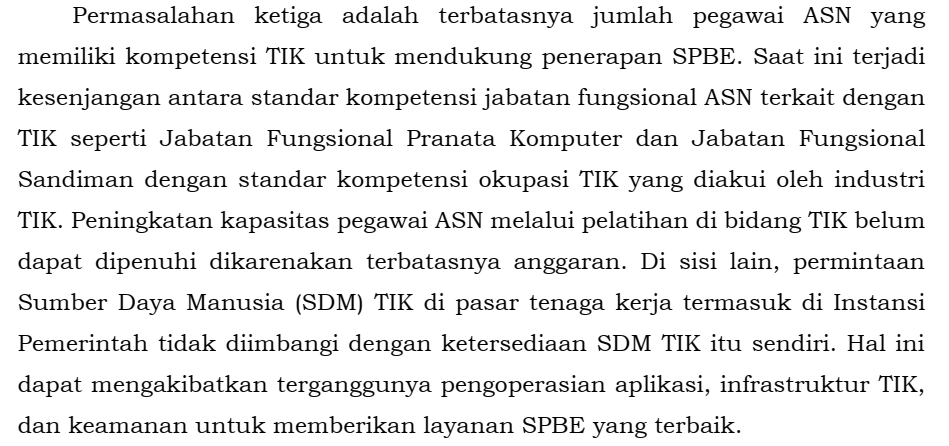 Permasalahan ketiga adalah terbatasnya jumlah pegawai ASN yang
memiliki kompetensi TIK untuk mendukung penerapan SPBE. Saat ini terjadi
kesenjangan antara standar kompetensi jabatan fungsional ASN terkait dengan
TIK seperti Jabatan Fungsional Pranata Komputer dan Jabatan Fungsional
Sandiman dengan standar kompetensi okupasi TIK yang diakui oleh industri
TIK. Peningkatan kapasitas pegawai ASN melalui pelatihan di bidang TIK belum
dapat dipenuhi dikarenakan terbatasnya anggaran. Di sisi lain, permintaan
Sumber Daya Manusia (SDM) TIK di pasar tenaga kerja termasuk di Instansi
Pemerintah tidak diimbangi dengan ketersediaan SDM TIK itu sendiri. Hal ini
dapat mengakibatkan terganggunya pengoperasian aplikasi, infrastruktur TIK,
dan keamanan untuk memberikan layanan SPBE yang terbaik.